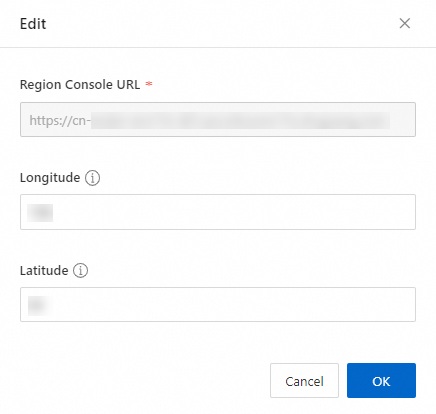 Edit
Region Console URL *
https://cn-
Longitude
Latitude
Cancel OK